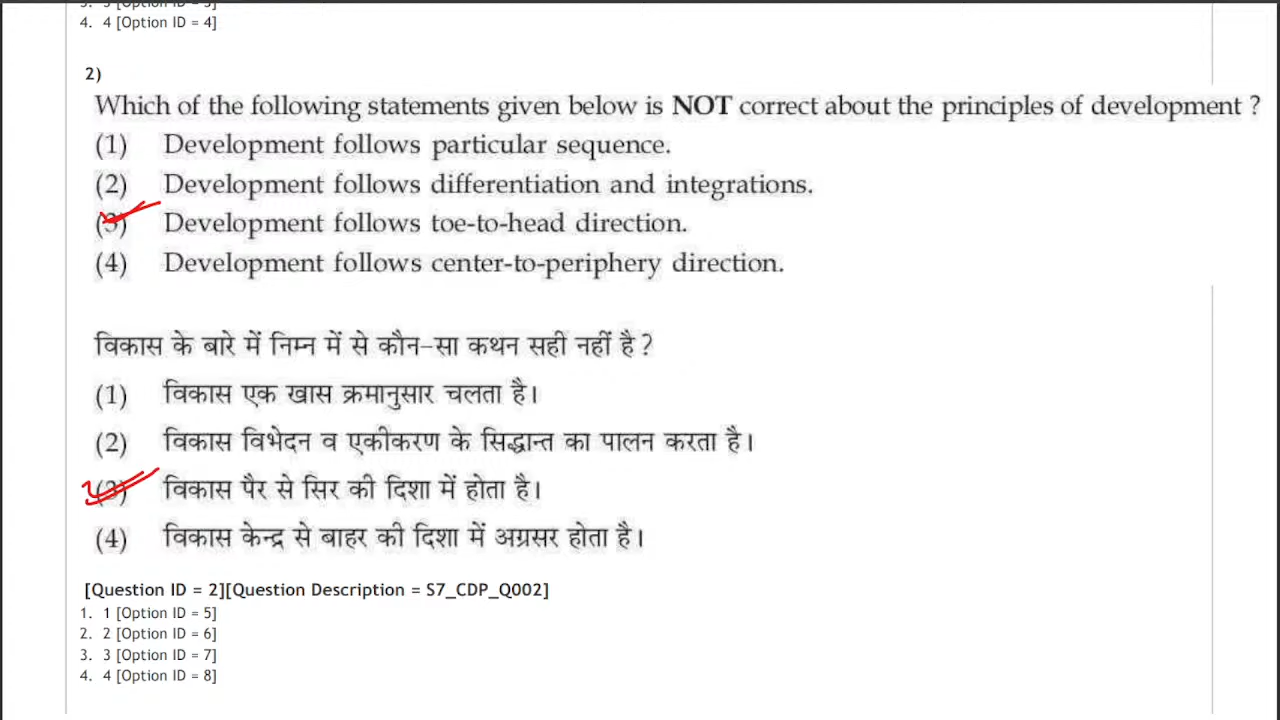 4. 4 [Option ID = 4]
2)
Which of the following statements given below is NOT correct about the principles of development ?
(1) Development follows particular sequence.
(2) Development follows differentiation and integrations.
(3) Development follows toe-to-head direction.
(4) Development follows center-to-periphery direction.
विकास के बारे में निम्न में से कौन-सा कथन सही नहीं है ?
(1) विकास एक खास क्रमानुसार चलता है।
(2) विकास विभेदन व एकीकरण के सिद्धान्त का पालन करता है।
(3) विकास पैर से सिर की दिशा में होता है।
(4) विकास केन्द्र से बाहर की दिशा में अग्रसर होता है।
[Question ID = 2][Question Description = S7_CDP_Q002]
1. 1 [Option ID = 5]
2. 2 [Option ID = 6]
3. 3 [Option ID = 7]
4. 4 [Option ID = 8]